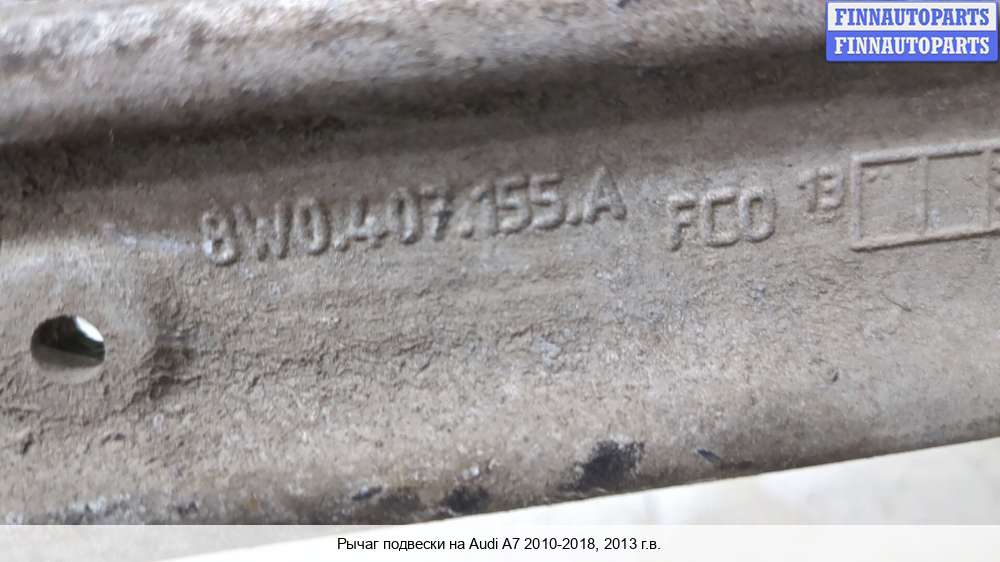 FINNAUTOPARTS
FINNAUTOPARTS
8W0.407.155.A FCO 13
Рычаг подвески на Audi A7 2010-2018, 2013 г.в.